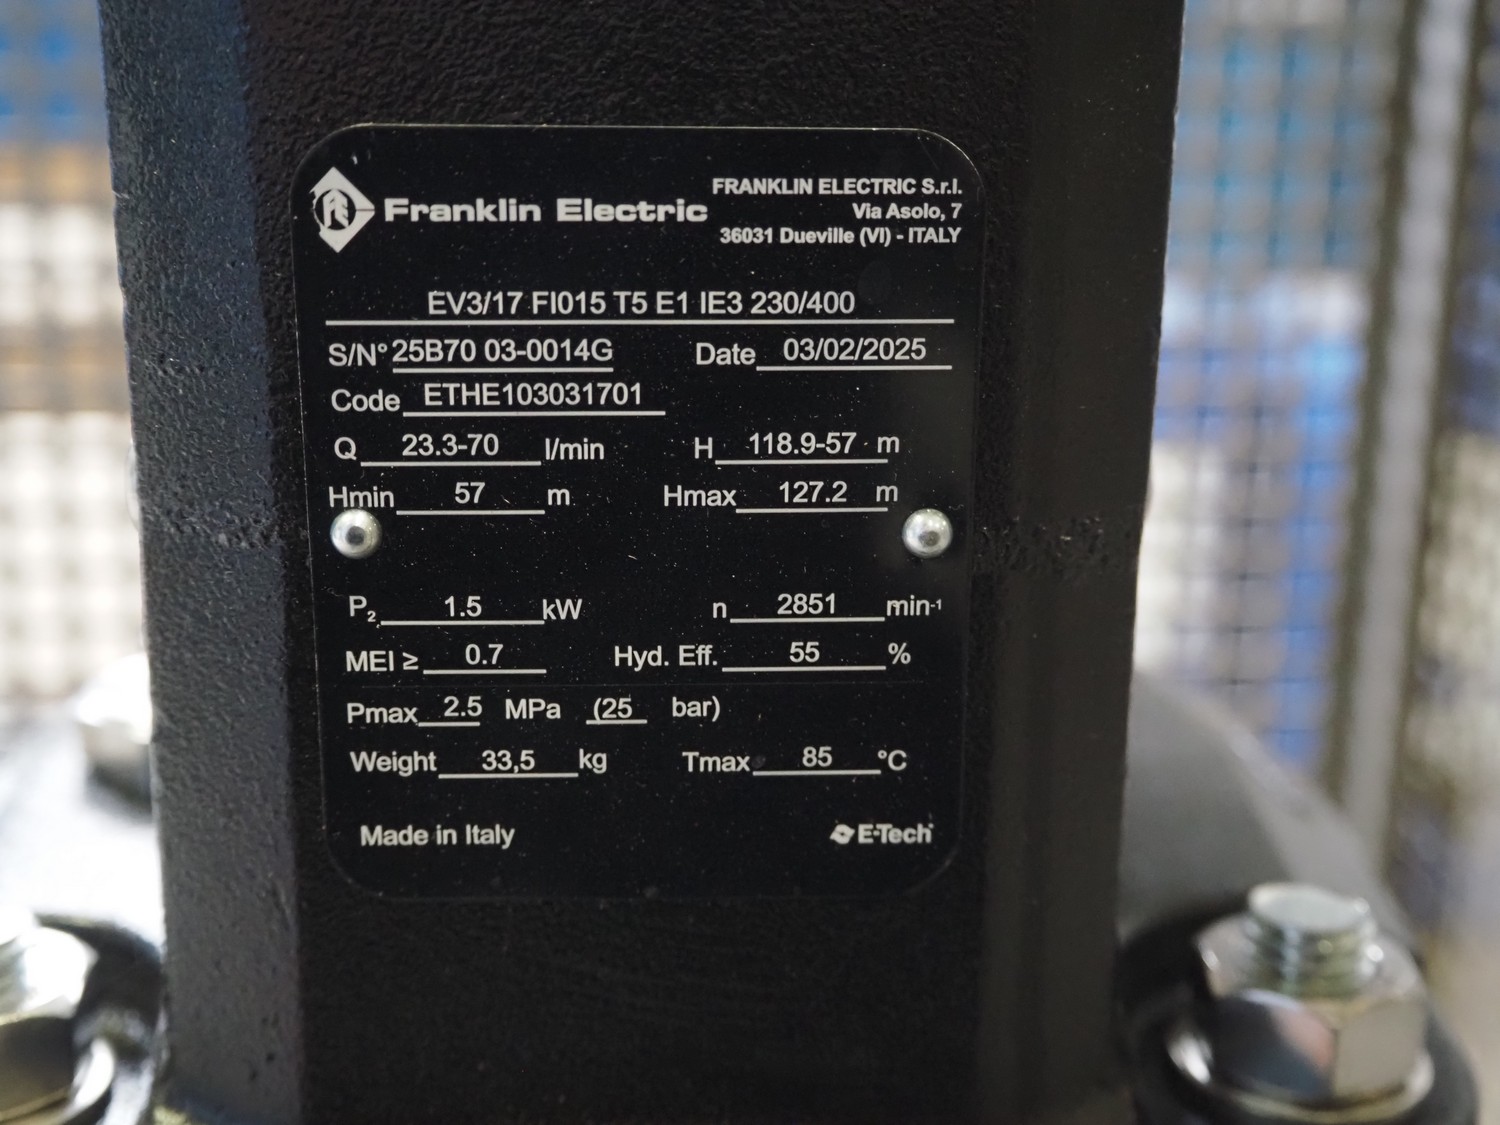 Franklin Electric
FRANKLIN ELECTRIC S.r.l.
Via Asolo, 7
36031 Dueville (VI) - ITALY
EV3/17 FI015 T5 E1 IE3 230/400
S/N° 25B70 03-0014G Date 03/02/2025
Code ETHE103031701
Q 23.3-70 l/min H 118.9-57 m
Hmin 57 m Hmax 127.2 m
P₂ 1.5 kW n 2851 min⁻¹
MEI ≥ 0.7 Hyd. Eff. 55 %
Pmax 2.5 MPa (25 bar)
Weight 33,5 kg Tmax 85 °C
Made in Italy E-Tech